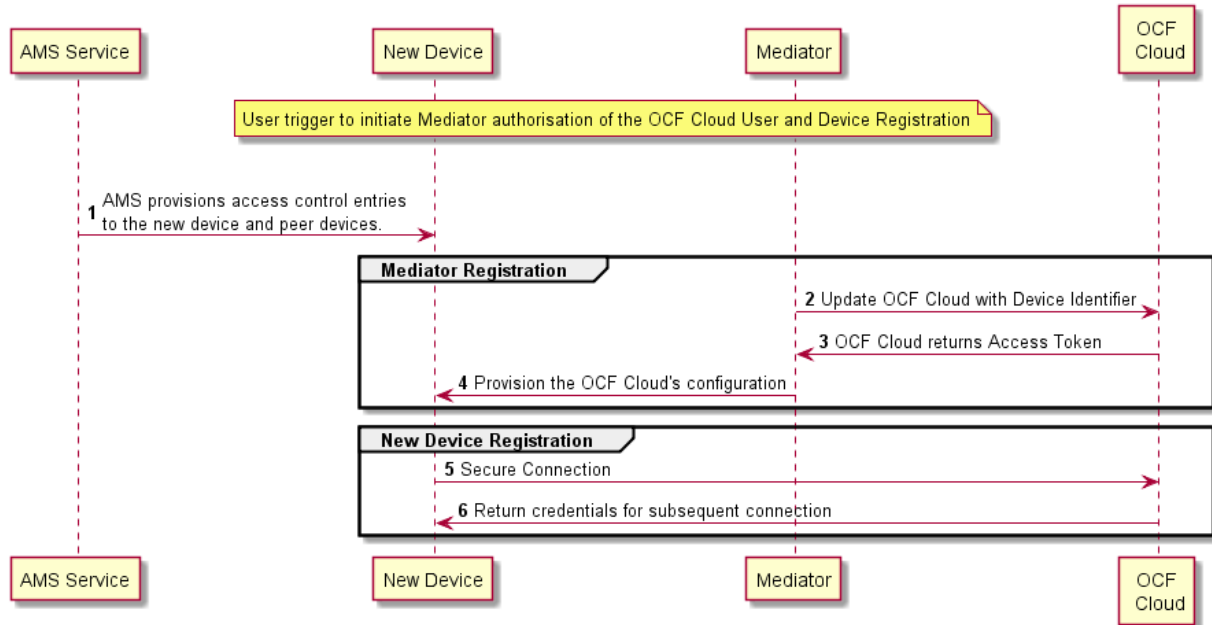 AMS Service
New Device
Mediator
OCF
Cloud
User trigger to initiate Mediator authorisation of the OCF Cloud User and Device Registration
1 AMS provisions access control entries
to the new device and peer devices.
Mediator Registration
2 Update OCF Cloud with Device Identifier
3 OCF Cloud returns Access Token
4 Provision the OCF Cloud's configuration
New Device Registration
5 Secure Connection
6 Return credentials for subsequent connection
AMS Service
New Device
Mediator
OCF
Cloud